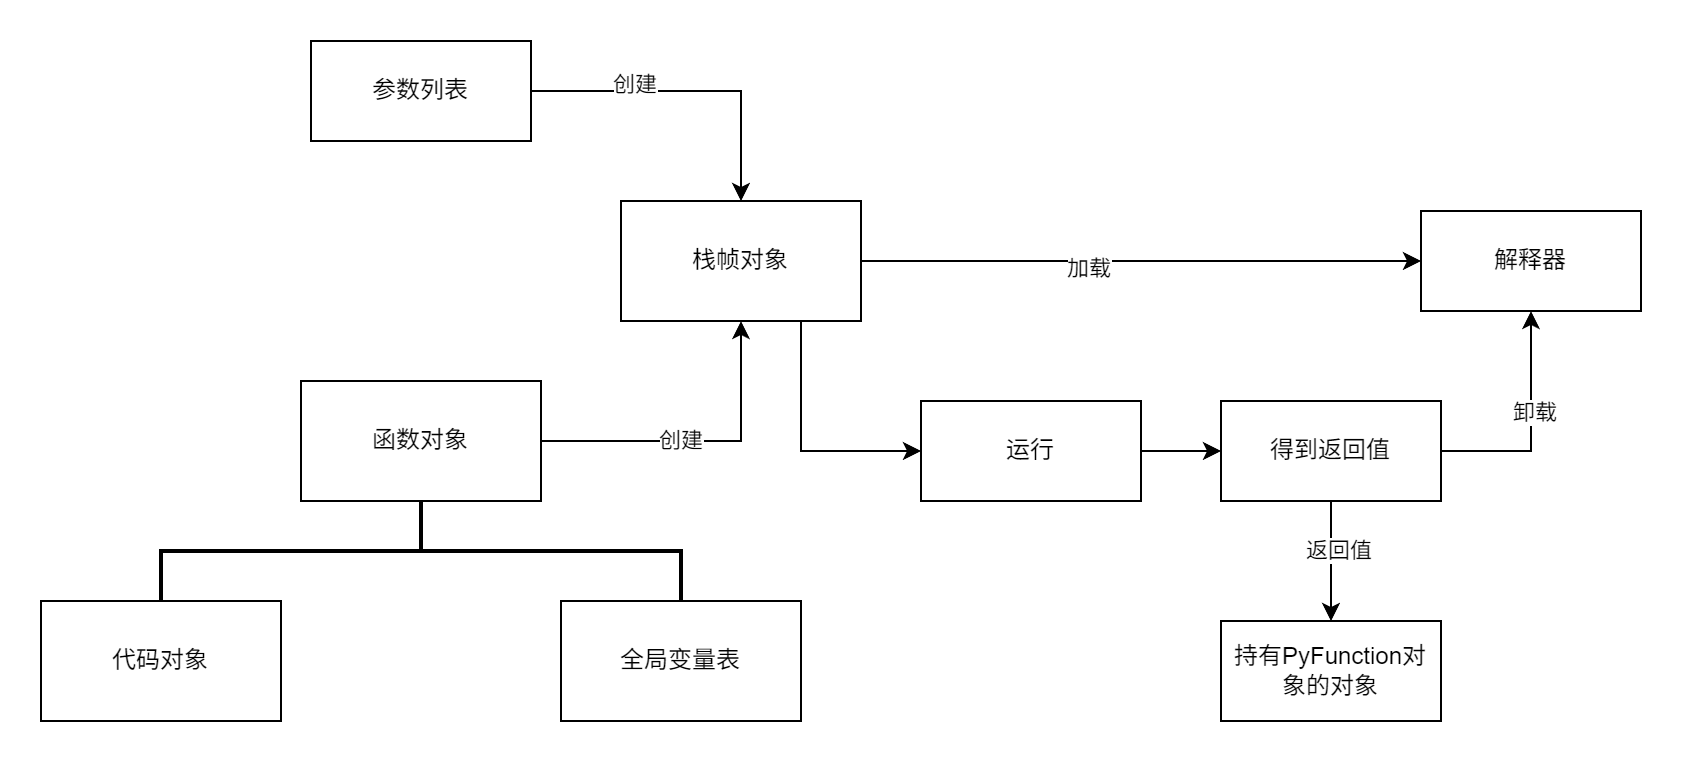 参数列表
创建
栈帧对象
加载
解释器
函数对象
创建
运行
得到返回值
卸载
返回值
代码对象
全局变量表
持有PyFunction对
象的对象